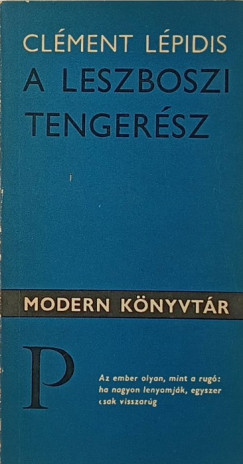 CLÉMENT LÉPIDIS
A LESZBOSZI
TENGERÉSZ
MODERN KÖNYVTÁR
P
Az ember olyan, mint a rugó:
ha nagyon lenyomják, egyszer
csak visszarúg